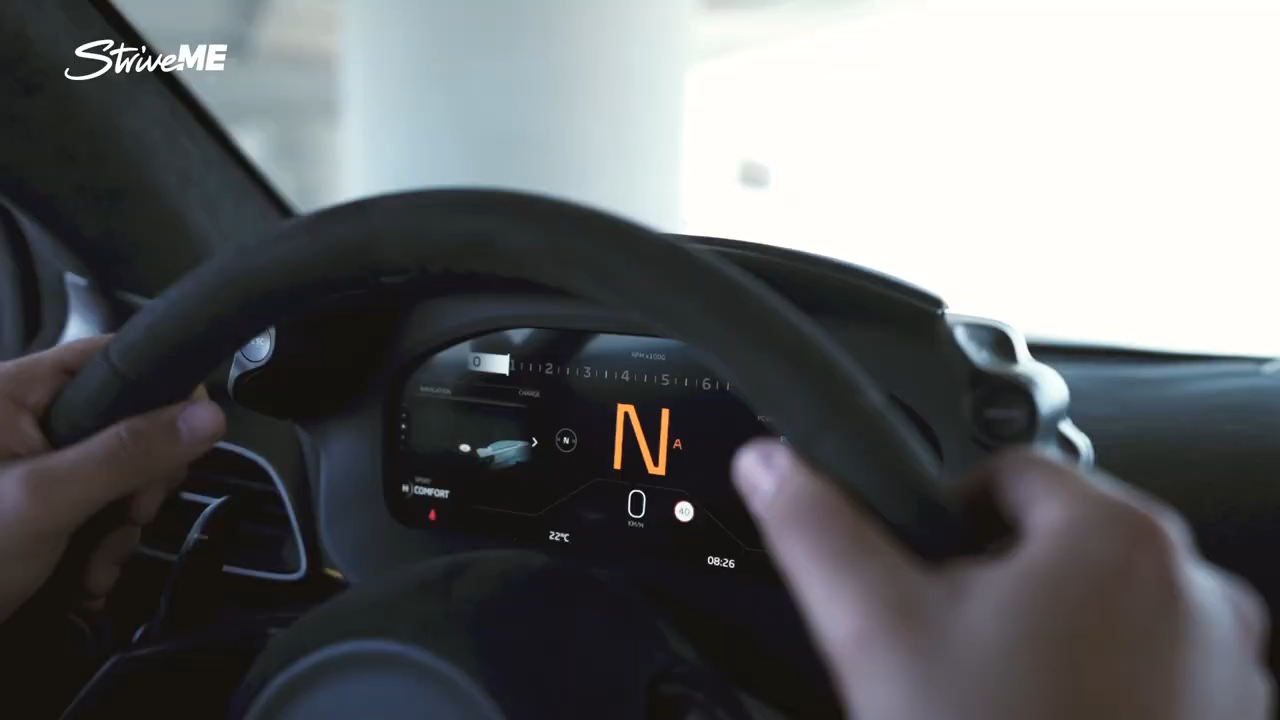 StriveME
RPM x1000
0 1 2 3 4 5 6
NAVIGATION
CHARGE
N
N A
SPORT
H COMFORT
0
KM/H
40
22°C
08:26